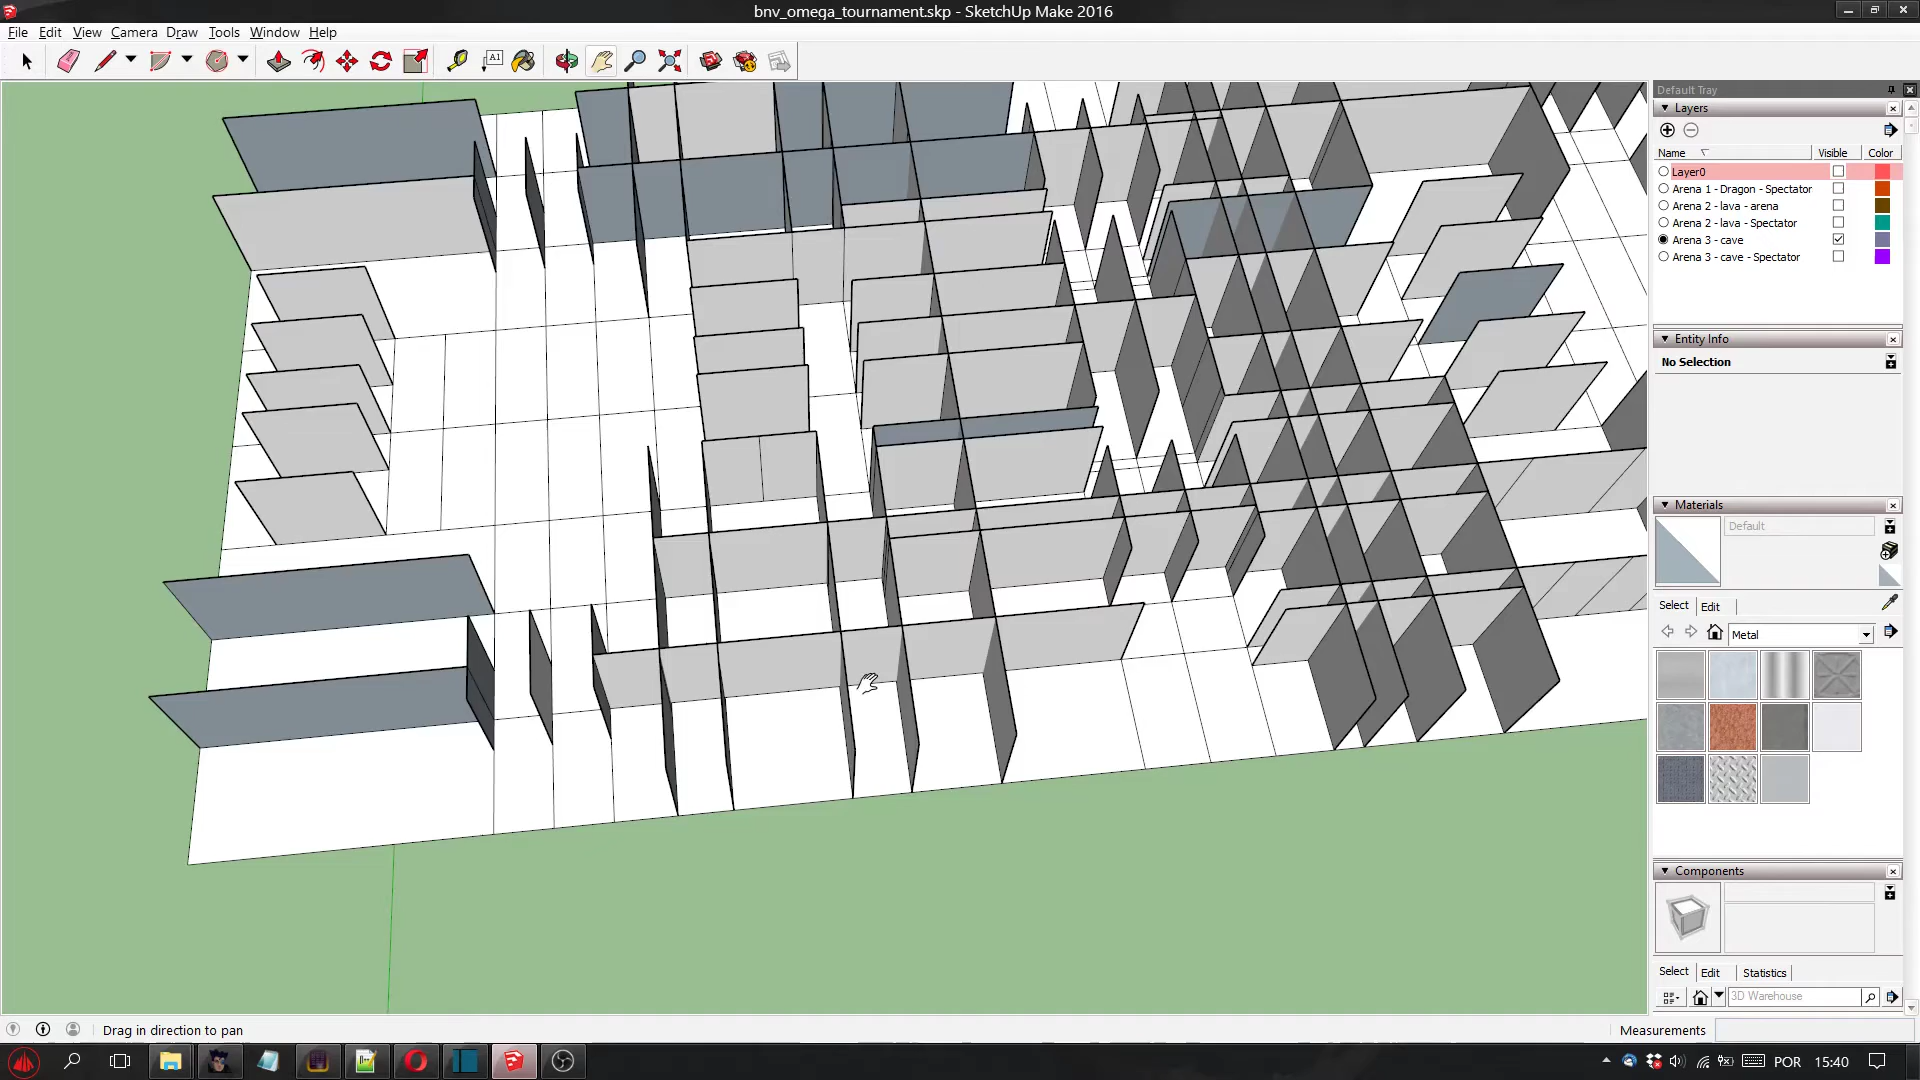 bnv_omega_tournament.skp - SketchUp Make 2016
File Edit View Camera Draw Tools Window Help
A1
Default Tray
Layers
Name Visible Color
Layer0
Arena 1 - Dragon - Spectator
Arena 2 - lava - arena
Arena 2 - lava - Spectator
Arena 3 - cave
Arena 3 - cave - Spectator
Entity Info
No Selection
Materials
Default
Select Edit
Metal
Components
Select Edit Statistics
3D Warehouse
Drag in direction to pan
Measurements
POR 15:40